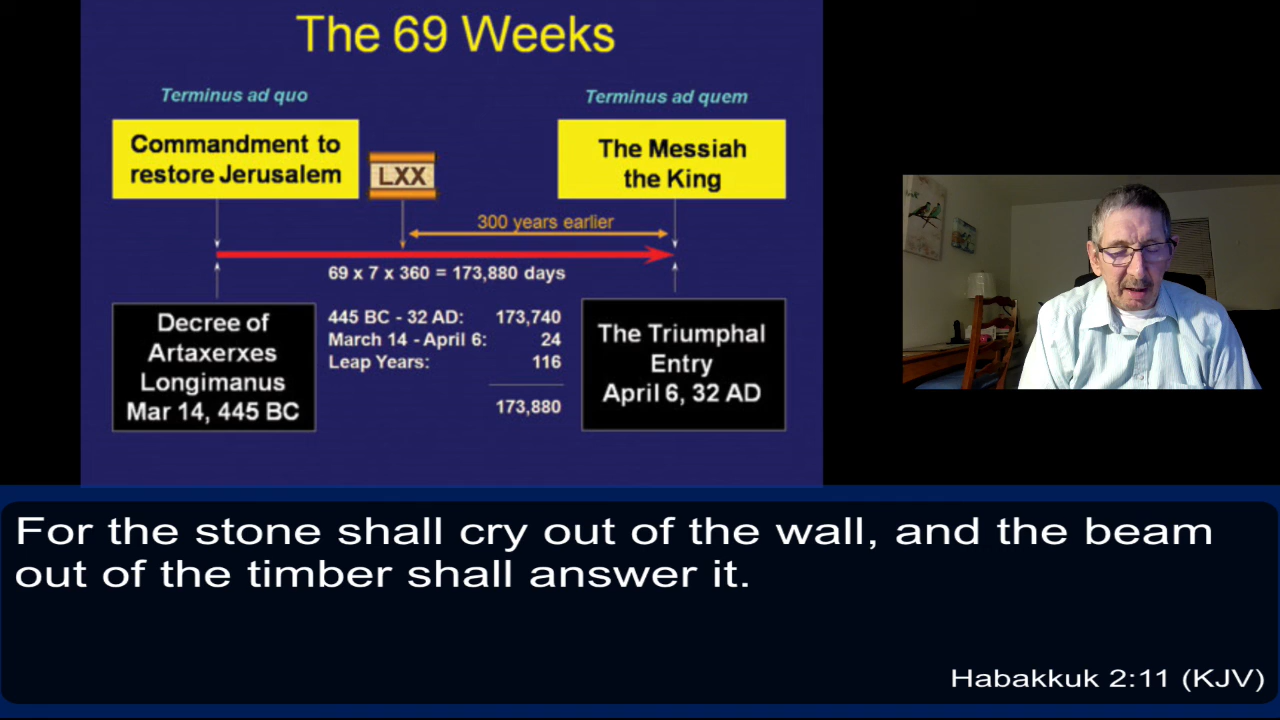 The 69 Weeks
Terminus ad quo
Terminus ad quem
Commandment to
restore Jerusalem
LXX
The Messiah
the King
300 years earlier
69 x 7 x 360 = 173,880 days
Decree of
Artaxerxes
Longimanus
Mar 14, 445 BC
445 BC - 32 AD: 173,740
March 14 - April 6: 24
Leap Years: 116
173,880
The Triumphal
Entry
April 6, 32 AD
For the stone shall cry out of the wall, and the beam
out of the timber shall answer it.
Habakkuk 2:11 (KJV)